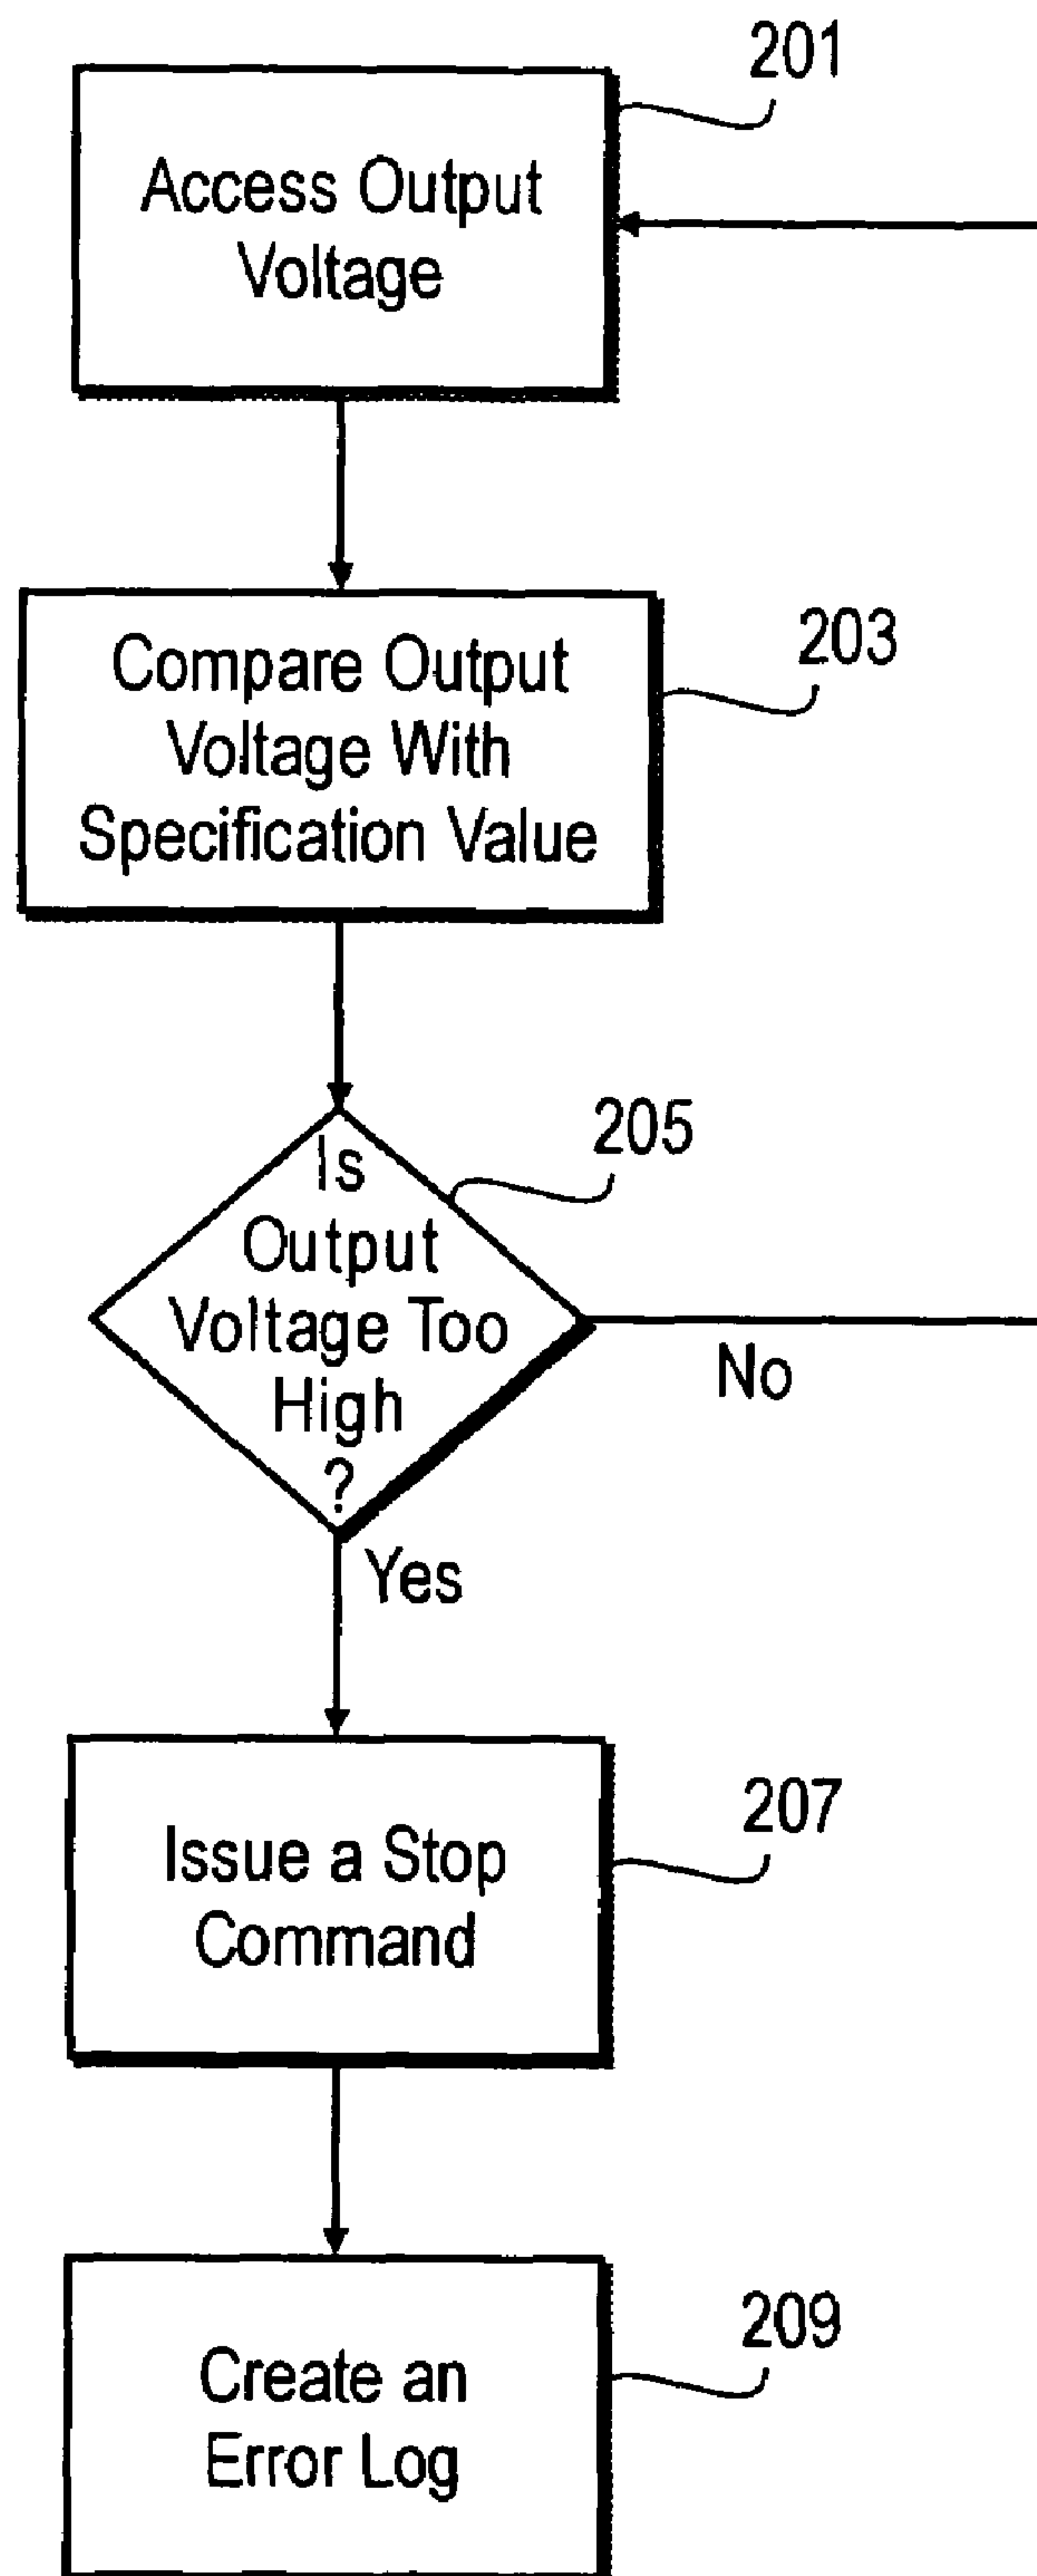 201
Access Output
Voltage
203
Compare Output
Voltage With
Specification Value
205
Is
Output
Voltage Too
High
?
No
Yes
207
Issue a Stop
Command
209
Create an
Error Log